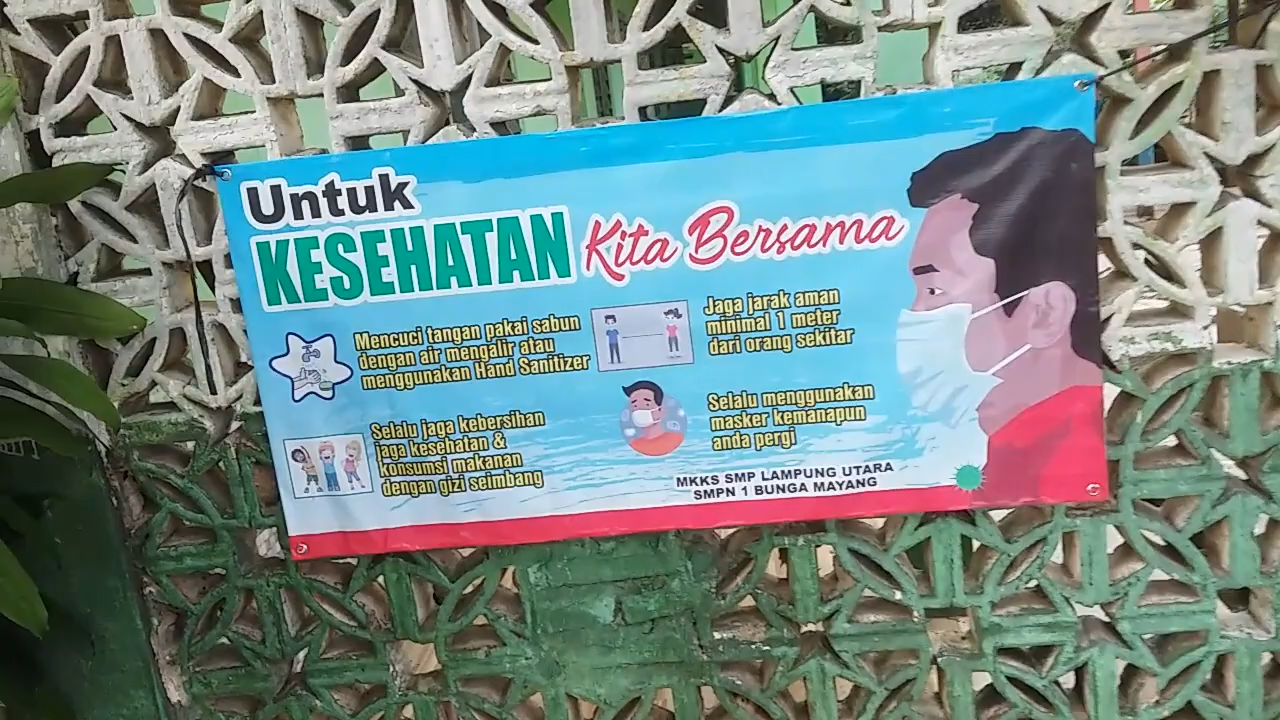 Untuk
KESEHATAN Kita Bersama
Mencuci tangan pakai sabun
dengan air mengalir atau
menggunakan Hand Sanitizer
Jaga jarak aman
minimal 1 meter
dari orang sekitar
Selalu jaga kebersihan
jaga kesehatan &
konsumsi makanan
dengan gizi seimbang
Selalu menggunakan
masker kemanapun
anda pergi
MKKS SMP LAMPUNG UTARA
SMPN 1 BUNGA MAYANG